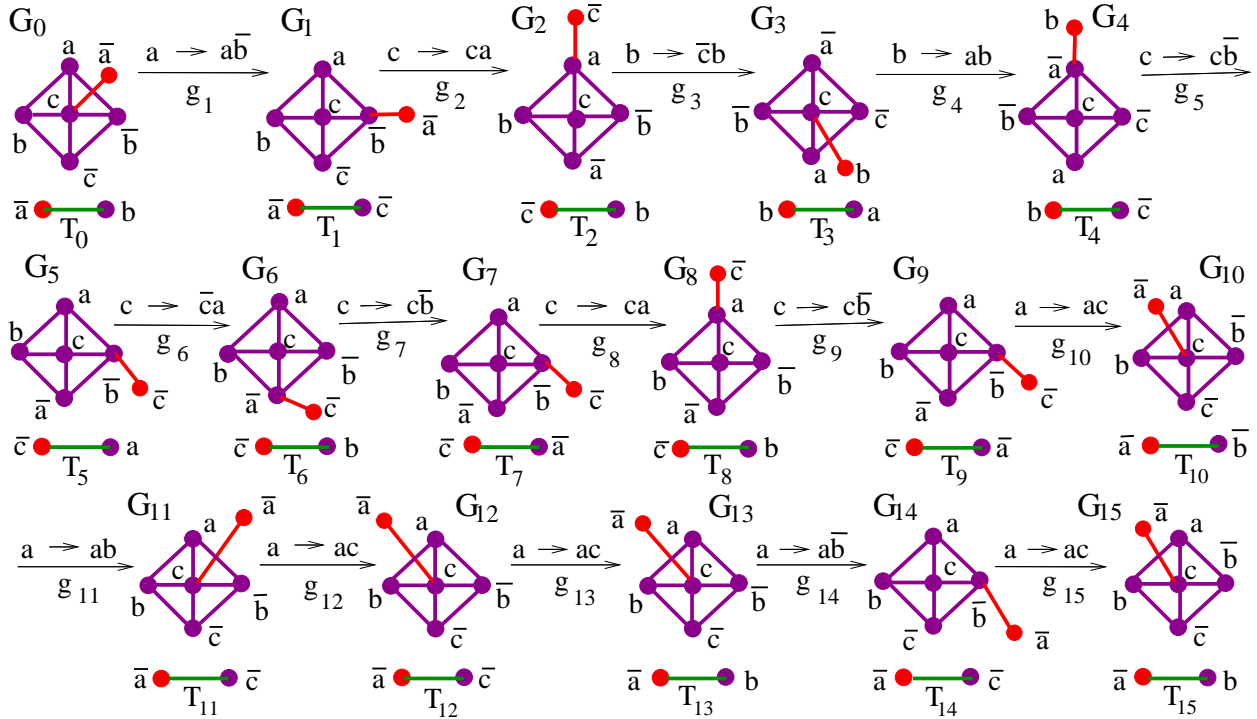 G₀ a a̅ c b b̅ c̅ a → ab̅ g₁ G₁ a c b b̅ a̅ c̅ c → ca g₂ G₂ c̅ a b c b̅ a̅ b → c̅b g₃ G₃ a̅ b̅ c c̅ a b b → ab g₄ G₄ b a̅ b̅ c c̅ a c → cb̅ g₅
a̅ T₀ b a̅ T₁ c̅ c̅ T₂ b b T₃ a b T₄ c̅
G₅ a b c b̅ a̅ c̅ c → c̅a g₆ G₆ a c b b̅ a̅ c̅ c → cb̅ g₇ G₇ a c b b̅ a̅ c̅ c → ca g₈ G₈ c̅ a c b b̅ a̅ c → cb̅ g₉ G₉ a c b b̅ a̅ c̅ a → ac g₁₀ G₁₀ a̅ a b̅ c b c̅
c̅ T₅ a c̅ T₆ b c̅ T₇ a̅ c̅ T₈ b c̅ T₉ a̅ a̅ T₁₀ b̅
a → ab g₁₁ G₁₁ a a̅ c b b̅ c̅ a → ac g₁₂ G₁₂ a̅ a c b b̅ c̅ a → ac g₁₃ G₁₃ a̅ a c b b̅ c̅ a → ab̅ g₁₄ G₁₄ a c b b̅ c̅ a̅ a → ac g₁₅ G₁₅ a̅ a b̅ c b c̅
a̅ T₁₁ c̅ a̅ T₁₂ c̅ a̅ T₁₃ b a̅ T₁₄ c̅ a̅ T₁₅ b